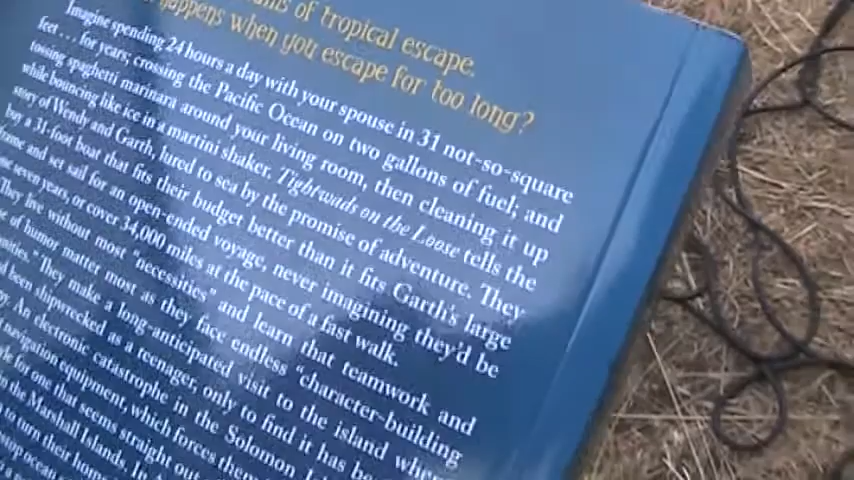 of tropical escape.
happens when you escape for too long?
Imagine spending 24 hours a day with your spouse in 31 not-so-square
feet . . . for years; crossing the Pacific Ocean on two gallons of fuel; and
tossing spaghetti marinara around your living room, then cleaning it up
while bouncing like ice in a martini shaker. Tightwads on the Loose tells the
story of Wendy and Garth, lured to sea by the promise of adventure. They
buy a 31-foot boat that fits their budget better than it fits Garth's large
frame and set sail for an open-ended voyage, never imagining they'd be
seven years, or cover 34,000 miles at the pace of a fast walk.
They live without most "necessities" and learn that teamwork and
of humor matter most as they face endless "character-building
They make a long-anticipated visit to the island where
been shipwrecked as a teenager, only to find it has
An electronic catastrophe in the Solomon
navigation equipment, which forces
for one that seems straight out
the Marshall Islands.
to turn their home
ocean